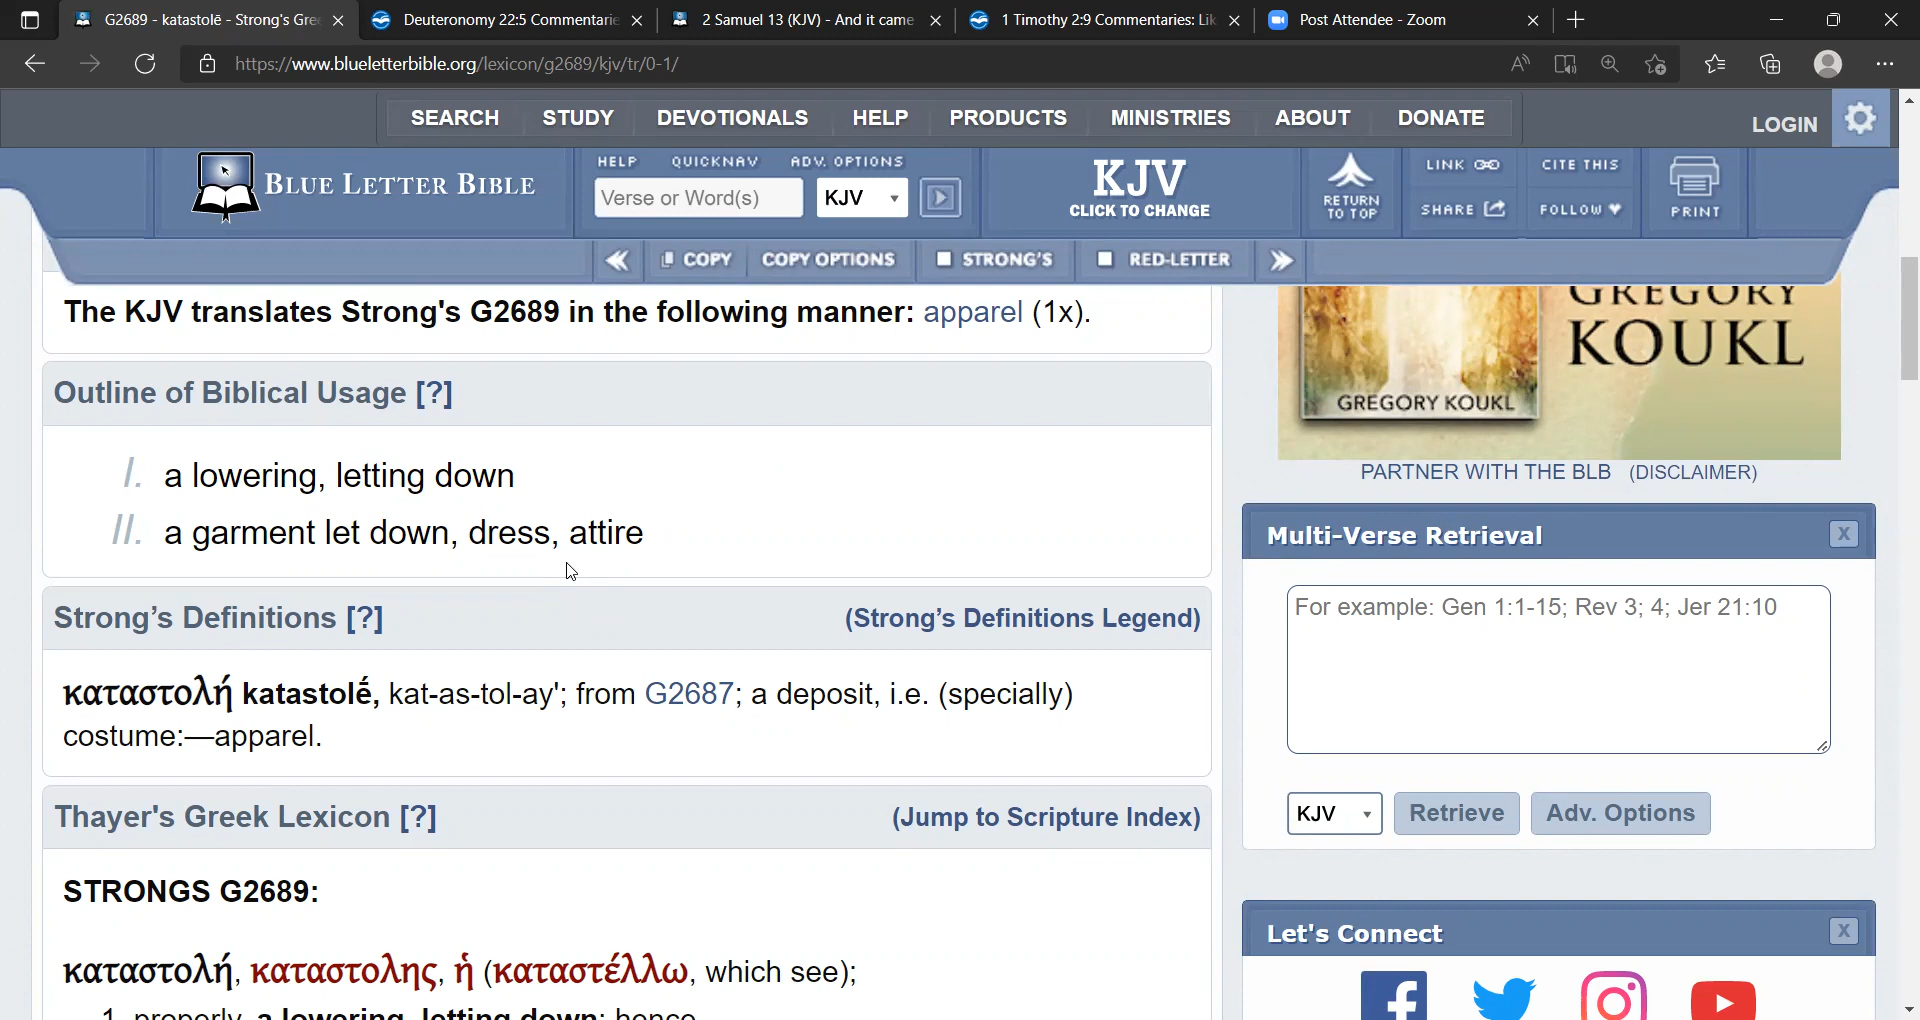 G2689 - katastolē - Strong's Gre
Deuteronomy 22:5 Commentarie
2 Samuel 13 (KJV) - And it came
1 Timothy 2:9 Commentaries: Lik
Post Attendee - Zoom
https://www.blueletterbible.org/lexicon/g2689/kjv/tr/0-1/
SEARCH STUDY DEVOTIONALS HELP PRODUCTS MINISTRIES ABOUT DONATE
LOGIN
BLUE LETTER BIBLE
HELP QUICKNAV ADV. OPTIONS
Verse or Word(s)
KJV
KJV
CLICK TO CHANGE
RETURN
TO TOP
LINK
CITE THIS
SHARE
FOLLOW
PRINT
COPY
COPY OPTIONS
STRONG'S
RED-LETTER
The KJV translates Strong's G2689 in the following manner: apparel (1x).
Outline of Biblical Usage [?]
I. a lowering, letting down
II. a garment let down, dress, attire
Strong’s Definitions [?]
(Strong’s Definitions Legend)
καταστολή katastolḗ, kat-as-tol-ay'; from G2687; a deposit, i.e. (specially)
costume:—apparel.
Thayer's Greek Lexicon [?]
(Jump to Scripture Index)
STRONGS G2689:
καταστολή, καταστολης, ἡ (καταστέλλω, which see);
1. properly, a lowering, letting down; hence
GREGORY
KOUKL
GREGORY KOUKL
PARTNER WITH THE BLB (DISCLAIMER)
Multi-Verse Retrieval
X
For example: Gen 1:1-15; Rev 3; 4; Jer 21:10
KJV
Retrieve
Adv. Options
Let's Connect
X